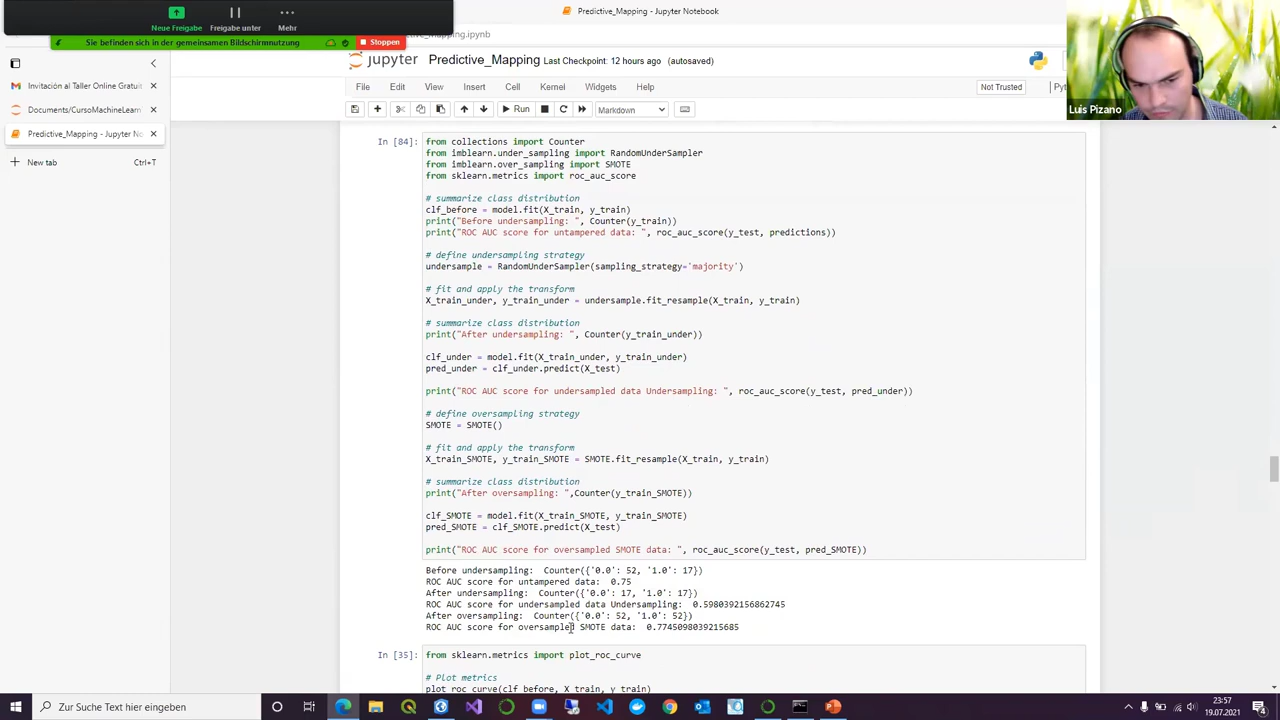 Predictive_Mapping - Jupyter Notebook
Neue Freigabe
Freigabe unter
Mehr
Sie befinden sich in der gemeinsamen Bildschirmnutzung
Stoppen
Luis Pizano
jupyter Predictive_Mapping Last Checkpoint: 12 hours ago (autosaved)
File Edit View Insert Cell Kernel Widgets Help
Not Trusted
Run
Markdown
Invitación al Taller Online Gratuit
Documents/CursoMachineLearn
Predictive_Mapping - Jupyter No
New tab
Ctrl+T
In [84]:
from collections import Counter
from imblearn.under_sampling import RandomUnderSampler
from imblearn.over_sampling import SMOTE
from sklearn.metrics import roc_auc_score
# summarize class distribution
clf_before = model.fit(X_train, y_train)
print("Before undersampling: ", Counter(y_train))
print("ROC AUC score for untampered data: ", roc_auc_score(y_test, predictions))
# define undersampling strategy
undersample = RandomUnderSampler(sampling_strategy='majority')
# fit and apply the transform
X_train_under, y_train_under = undersample.fit_resample(X_train, y_train)
# summarize class distribution
print("After undersampling: ", Counter(y_train_under))
clf_under = model.fit(X_train_under, y_train_under)
pred_under = clf_under.predict(X_test)
print("ROC AUC score for undersampled data Undersampling: ", roc_auc_score(y_test, pred_under))
# define oversampling strategy
SMOTE = SMOTE()
# fit and apply the transform
X_train_SMOTE, y_train_SMOTE = SMOTE.fit_resample(X_train, y_train)
# summarize class distribution
print("After oversampling: ",Counter(y_train_SMOTE))
clf_SMOTE = model.fit(X_train_SMOTE, y_train_SMOTE)
pred_SMOTE = clf_SMOTE.predict(X_test)
print("ROC AUC score for oversampled SMOTE data: ", roc_auc_score(y_test, pred_SMOTE))
Before undersampling:  Counter({'0.0': 52, '1.0': 17})
ROC AUC score for untampered data:  0.75
After undersampling:  Counter({'0.0': 17, '1.0': 17})
ROC AUC score for undersampled data Undersampling:  0.5980392156862745
After oversampling:  Counter({'0.0': 52, '1.0': 52})
ROC AUC score for oversampled SMOTE data:  0.7745098039215685
In [35]:
from sklearn.metrics import plot_roc_curve
# Plot metrics
plot_roc_curve(clf_before, X_train, y_train)
Zur Suche Text hier eingeben
23:57
19.07.2021